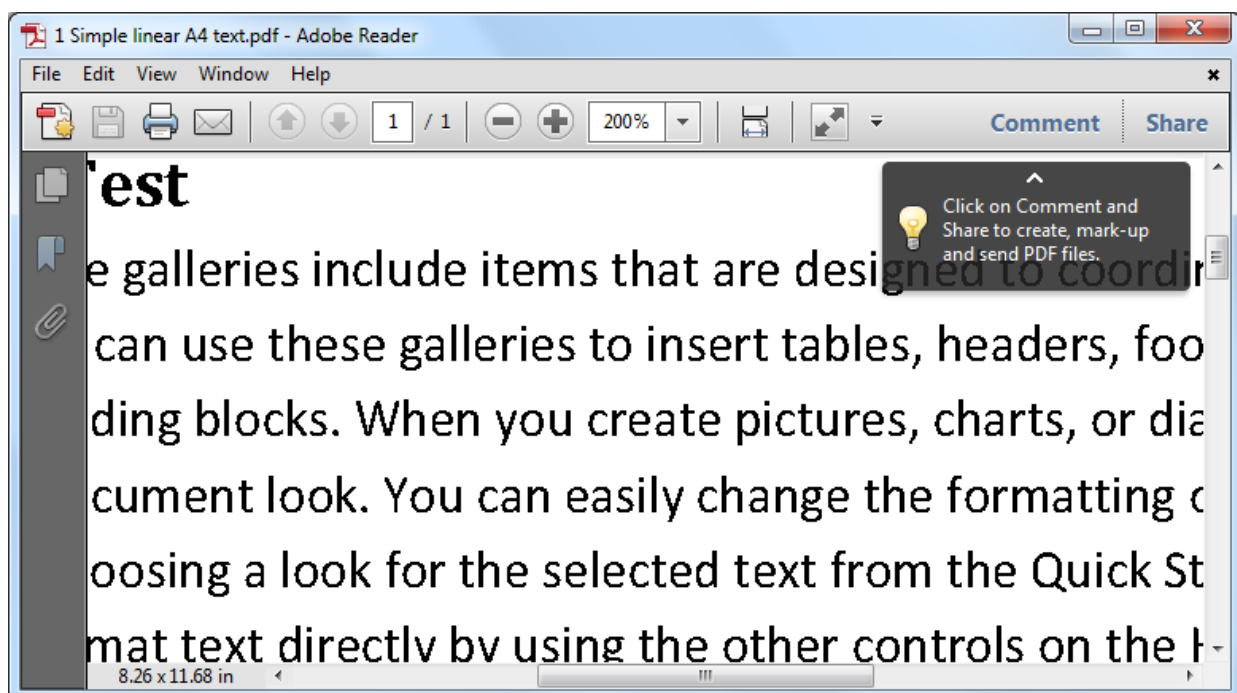 1 Simple linear A4 text.pdf - Adobe Reader
File Edit View Window Help
1 / 1 200% Comment Share
Click on Comment and
Share to create, mark-up
and send PDF files.
est
e galleries include items that are designed to coordin
can use these galleries to insert tables, headers, foo
ding blocks. When you create pictures, charts, or dia
cument look. You can easily change the formatting o
oosing a look for the selected text from the Quick St
mat text directly by using the other controls on the H
8.26 x 11.68 in